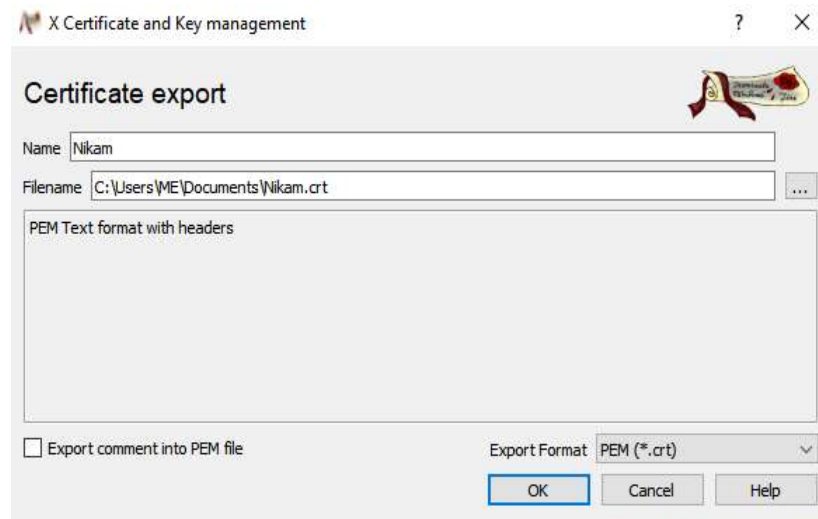 X Certificate and Key management
?
Certificate export
Name Nikam
Filename C:\Users\ME\Documents\Nikam.crt ...
PEM Text format with headers
Export comment into PEM file
Export Format PEM (*.crt)
OK Cancel Help